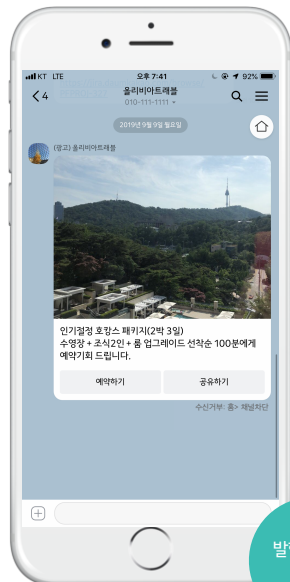 KT LTE 오후 7:41 92%
< 4 올리비아트래블
010-111-1111
2019년 9월 9일 월요일
(광고) 올리비아트래블
인기절정 호캉스 패키지(2박 3일)
수영장 + 조식2인 + 룸 업그레이드 선착순 100분에게
예약기회 드립니다.
예약하기 공유하기
수신거부: 홈> 채널차단